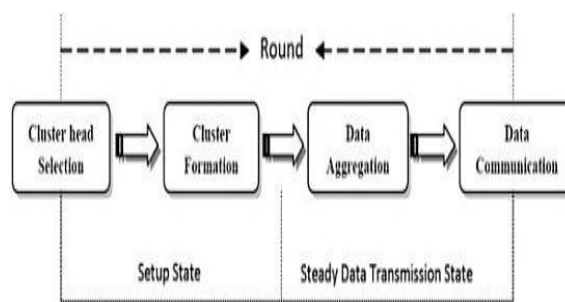 Round
Cluster head
Selection
Cluster
Formation
Data
Aggregation
Data
Communication
Setup State
Steady Data Transmission State